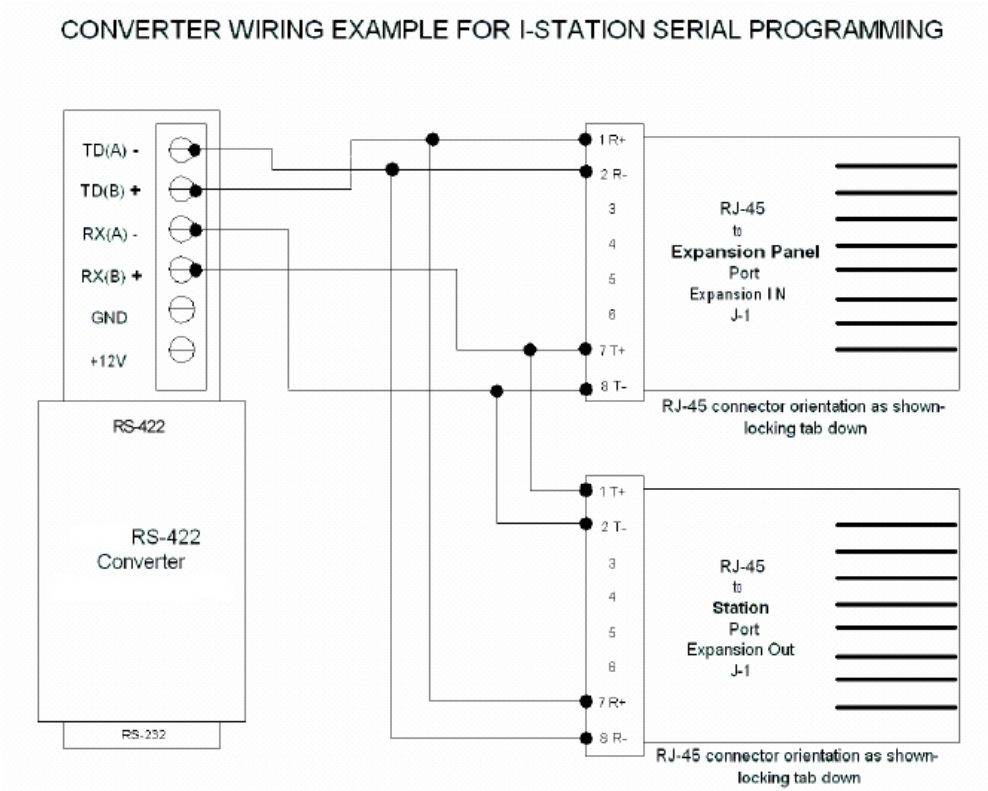 CONVERTER WIRING EXAMPLE FOR I-STATION SERIAL PROGRAMMING
TD(A) -
TD(B) +
RX(A) -
RX(B) +
GND
+12V
RS-422
RS-422
Converter
RS-232
1 R+
2 R-
3
4
5
6
7 T+
8 T-
RJ-45
to
Expansion Panel
Port
Expansion IN
J-1
RJ-45 connector orientation as shown-
locking tab down
1 T+
2 T-
3
4
5
6
7 R+
8 R-
RJ-45
to
Station
Port
Expansion Out
J-1
RJ-45 connector orientation as shown-
locking tab down